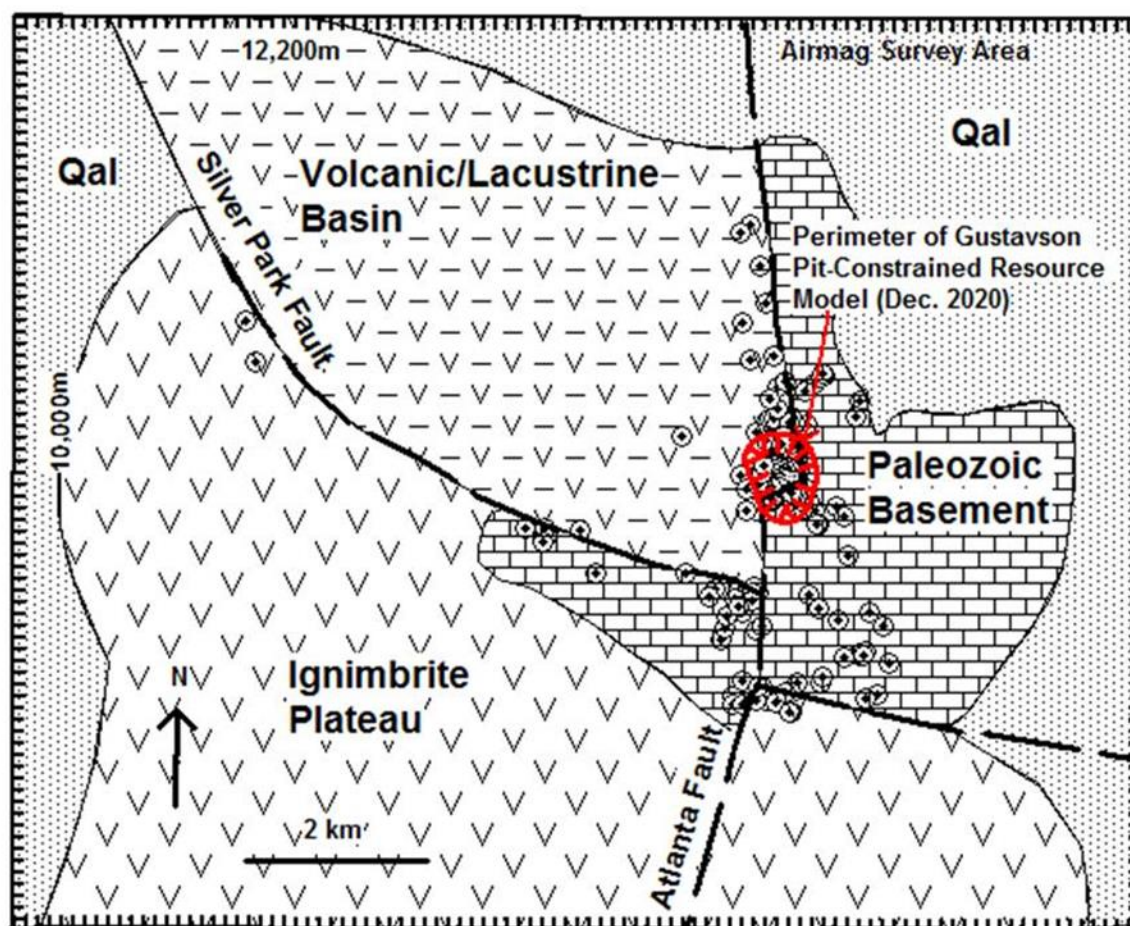 12,200m
Airmag Survey Area
Qal
Qal
Silver Park Fault
Volcanic/Lacustrine
Basin
Perimeter of Gustavson
Pit-Constrained Resource
Model (Dec. 2020)
10,000m
Paleozoic
Basement
N
Ignimbrite
Plateau
2 km
Atlanta Fault